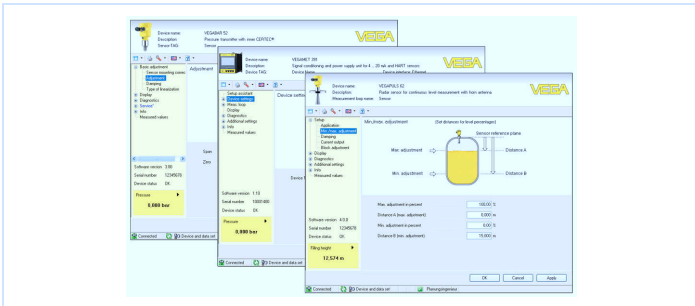 Device name VEGABAR 52
Description Pressure transmitter with
Sensor TAG Sensor
VEGA
Basic adjustment
Adjustment
Adjustment
Damping
Type of linearization
Display
Diagnostics
Service
Info
Measured values
Span
Zero
Software version 3.80
Serial number 12345678
Device status OK
Pressure
0,000 bar
Connected Device and data set
Device name
Description Signal conditioning and power supply unit for 4 ... 20 mA and HART sensors
Device TAG Device Name Device interface Ethernet
VEGA
Setup assistant
Device settings
Meas. loop
Display
Diagnostics
Additional settings
Info
Measured values
Software version 1.10
Serial number
Device status OK
Pressure
0,000 bar
Connected Device and data set
Device name VEGAPULS 62
Description Radar sensor for continuous level measurement with horn antenna
Measurement loop name Sensor
VEGA
Setup
Application
Min./max. adjustment
Damping
Current output
Block adjustment
Display
Diagnostics
Additional settings
Info
Measured values
Min./max. adjustment (Set distances for level percentages)
Sensor reference plane
Max. adjustment Distance A
Min. adjustment Distance B
Max. adjustment in percent 100,00 %
Distance A (max. adjustment) 0,000 m
Min. adjustment in percent 0,00 %
Distance B (min. adjustment) 15,000 m
Software version 4.0.0
Serial number 12345678
Device status OK
Filling height
12,574 m
OK Cancel Apply
Connected Device and data set Planungsingenieur